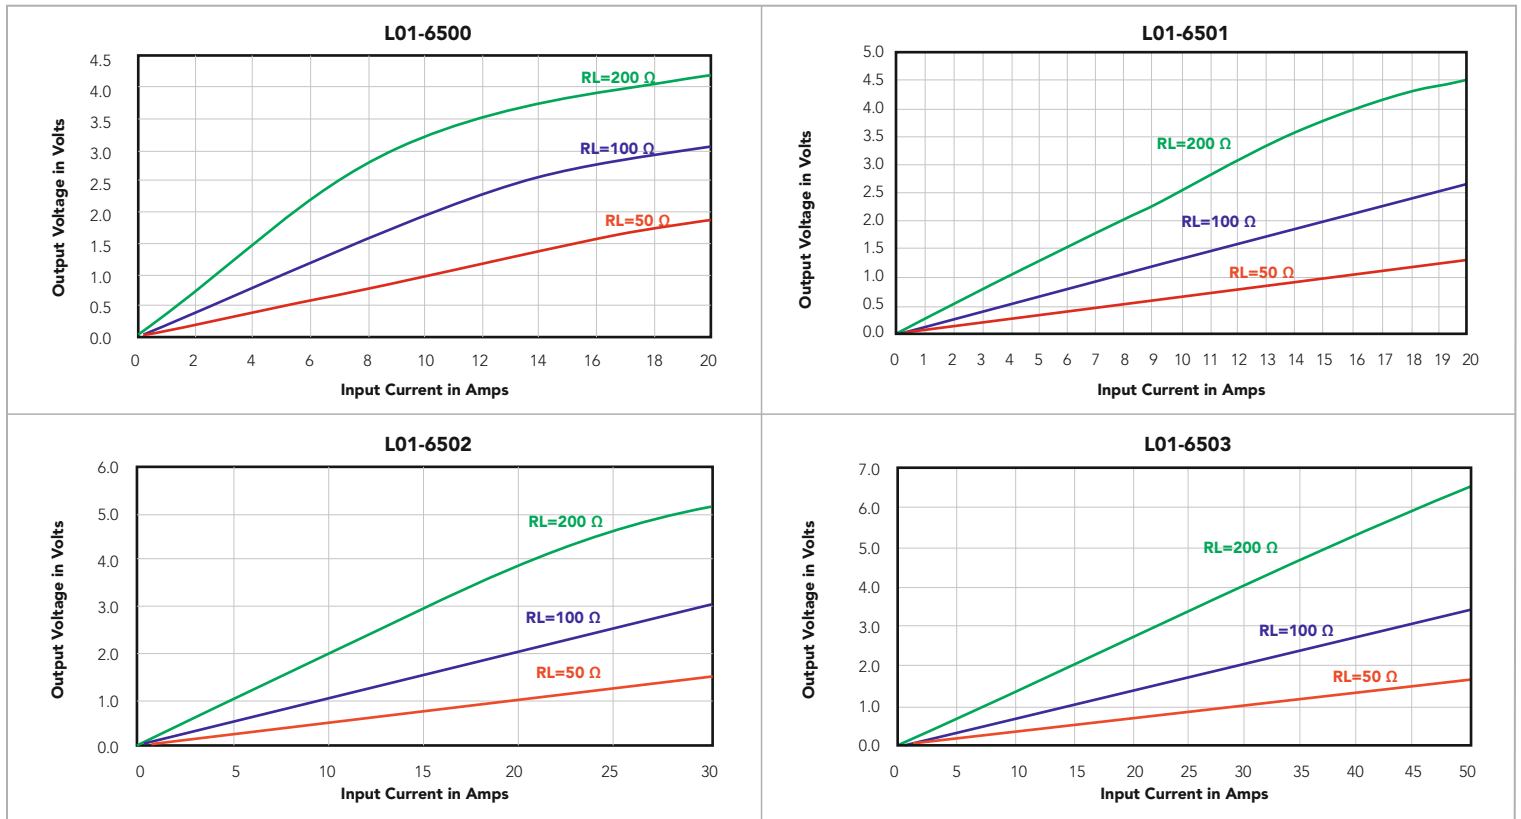 L01-6500
Output Voltage in Volts
4.5
4.0
3.5
3.0
2.5
2.0
1.5
1.0
0.5
0.0
RL=200 Ω
RL=100 Ω
RL=50 Ω
0 2 4 6 8 10 12 14 16 18 20
Input Current in Amps
L01-6501
Output Voltage in Volts
5.0
4.5
4.0
3.5
3.0
2.5
2.0
1.5
1.0
0.5
0.0
RL=200 Ω
RL=100 Ω
RL=50 Ω
0 1 2 3 4 5 6 7 8 9 10 11 12 13 14 15 16 17 18 19 20
Input Current in Amps
L01-6502
Output Voltage in Volts
6.0
5.0
4.0
3.0
2.0
1.0
0.0
RL=200 Ω
RL=100 Ω
RL=50 Ω
0 5 10 15 20 25 30
Input Current in Amps
L01-6503
Output Voltage in Volts
7.0
6.0
5.0
4.0
3.0
2.0
1.0
0.0
RL=200 Ω
RL=100 Ω
RL=50 Ω
0 5 10 15 20 25 30 35 40 45 50
Input Current in Amps